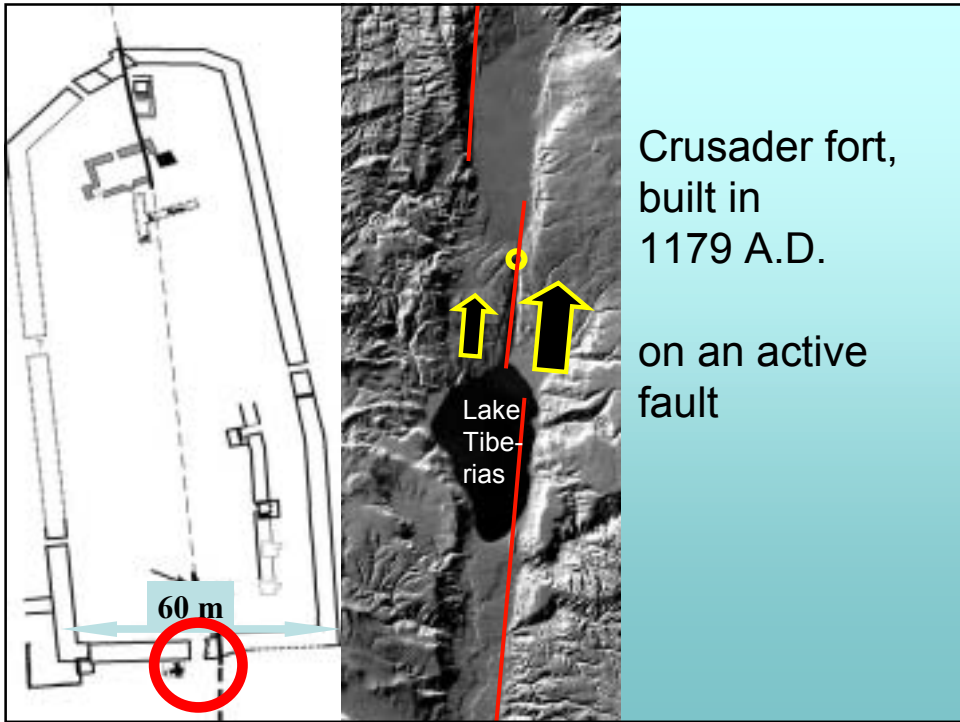 60 m
Lake
Tibe-
rias
Crusader fort,
built in
1179 A.D.
on an active
fault